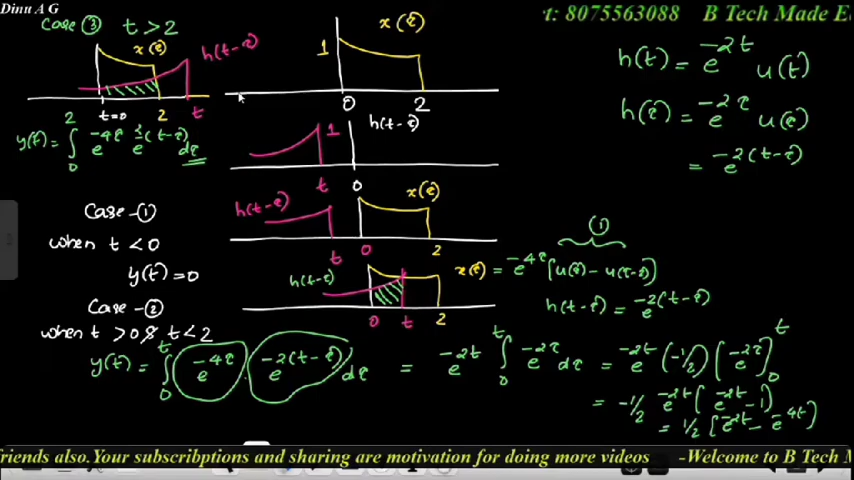 Dinu A G
t: 8075563088 B Tech Made E
Case ③ t > 2
x(τ)
h(t-τ)
t=0 2 t
y(t) = ∫₀² e^-4τ e^-2(t-τ) dτ
Case-①
when t < 0
y(t) = 0
Case-②
when t > 0 & t < 2
y(t) = ∫₀ᵗ e^-4τ · e^-2(t-τ) dτ = e^-2t ∫₀ᵗ e^-2τ dτ = e^-2t (-1/2) [e^-2τ]₀ᵗ
= -1/2 e^-2t (e^-2t - 1)
= 1/2 [e^-2t - e^-4t]
x(τ)
1
0 2
h(t-τ)
1
t 0
h(t-τ) x(τ)
t 0 2
h(t-τ)
0 t 2
h(t) = e^-2t u(t)
h(τ) = e^-2τ u(τ)
= e^-2(t-τ)
①
x(τ) = e^-4τ [u(τ) - u(τ-2)]
h(t-τ) = e^-2(t-τ)
friends also.Your subscribptions and sharing are motivation for doing more videos -Welcome to B Tech M